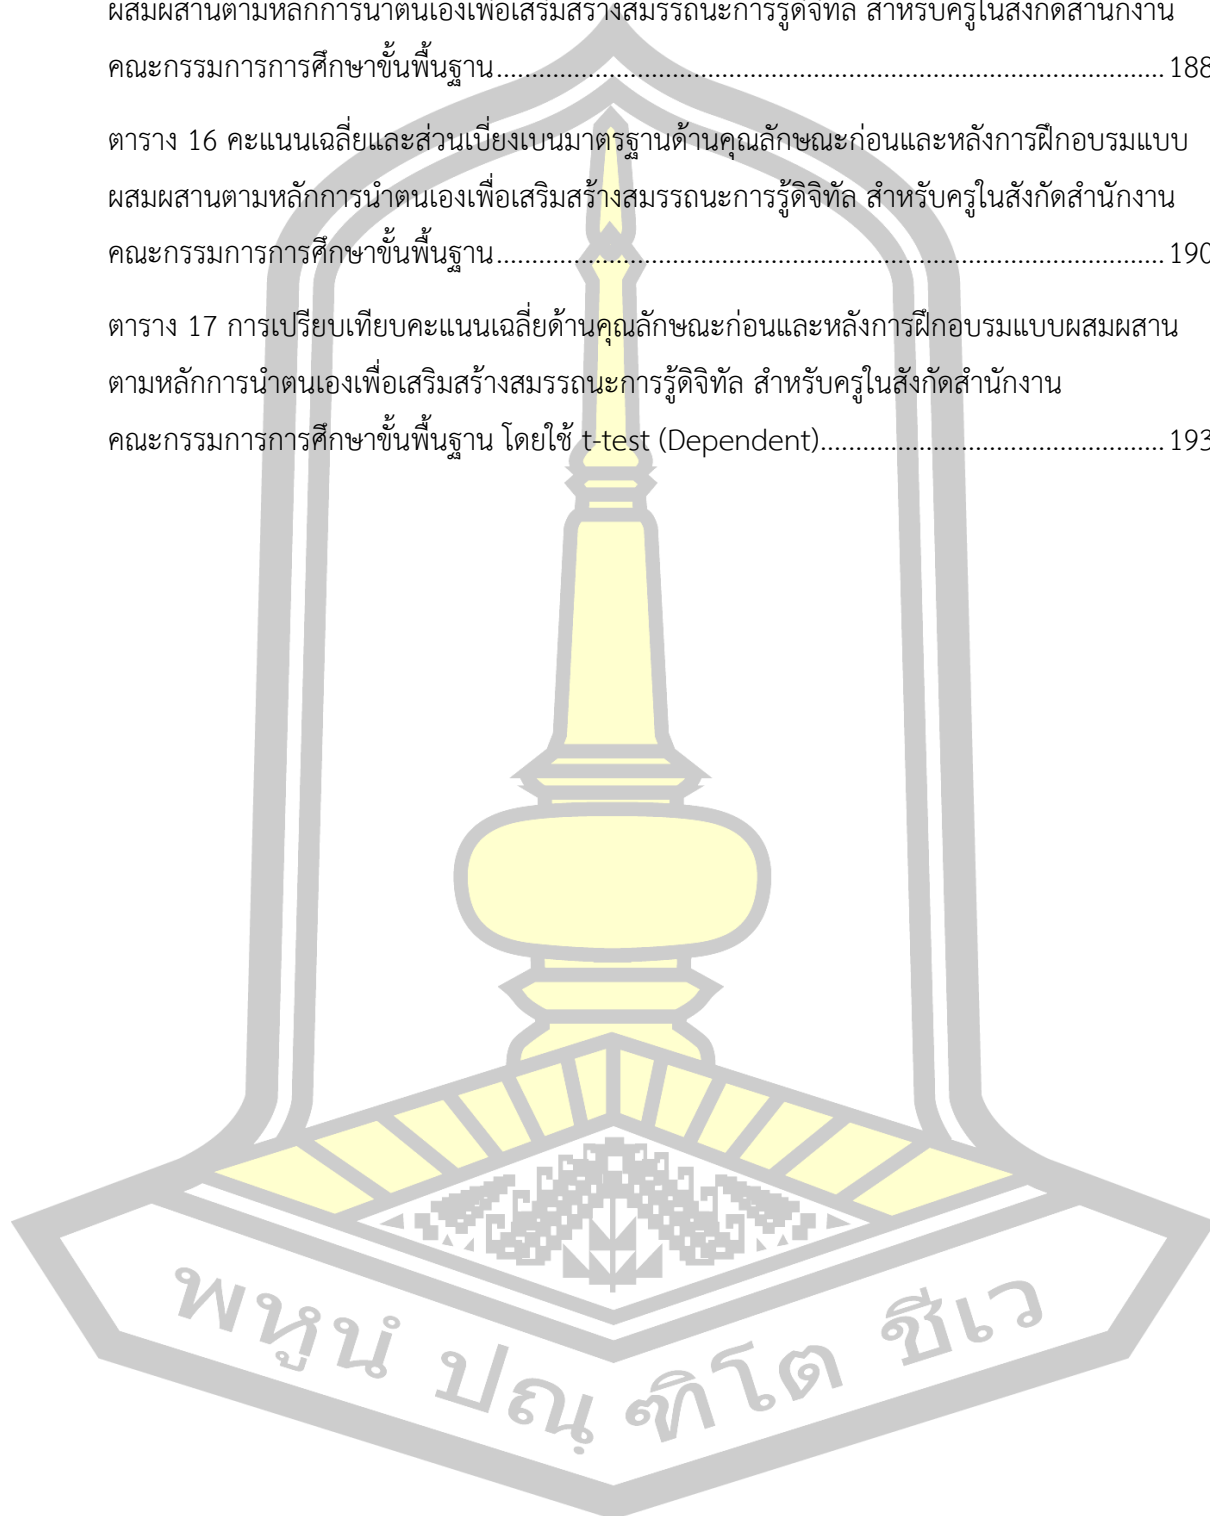 ผสมผสานตามหลักการนำตนเองเพื่อเสริมสร้างสมรรถนะการรู้ดิจิทัล สำหรับครูในสังกัดสำนักงาน
คณะกรรมการการศึกษาขั้นพื้นฐาน.......................................................................................... 188
ตาราง 16 คะแนนเฉลี่ยและส่วนเบี่ยงเบนมาตรฐานด้านคุณลักษณะก่อนและหลังการฝึกอบรมแบบ
ผสมผสานตามหลักการนำตนเองเพื่อเสริมสร้างสมรรถนะการรู้ดิจิทัล สำหรับครูในสังกัดสำนักงาน
คณะกรรมการการศึกษาขั้นพื้นฐาน.......................................................................................... 190
ตาราง 17 การเปรียบเทียบคะแนนเฉลี่ยด้านคุณลักษณะก่อนและหลังการฝึกอบรมแบบผสมผสาน
ตามหลักการนำตนเองเพื่อเสริมสร้างสมรรถนะการรู้ดิจิทัล สำหรับครูในสังกัดสำนักงาน
คณะกรรมการการศึกษาขั้นพื้นฐาน โดยใช้ t-test (Dependent).............................................. 193
พหูนํ ปณฺฑิโต ชีเว